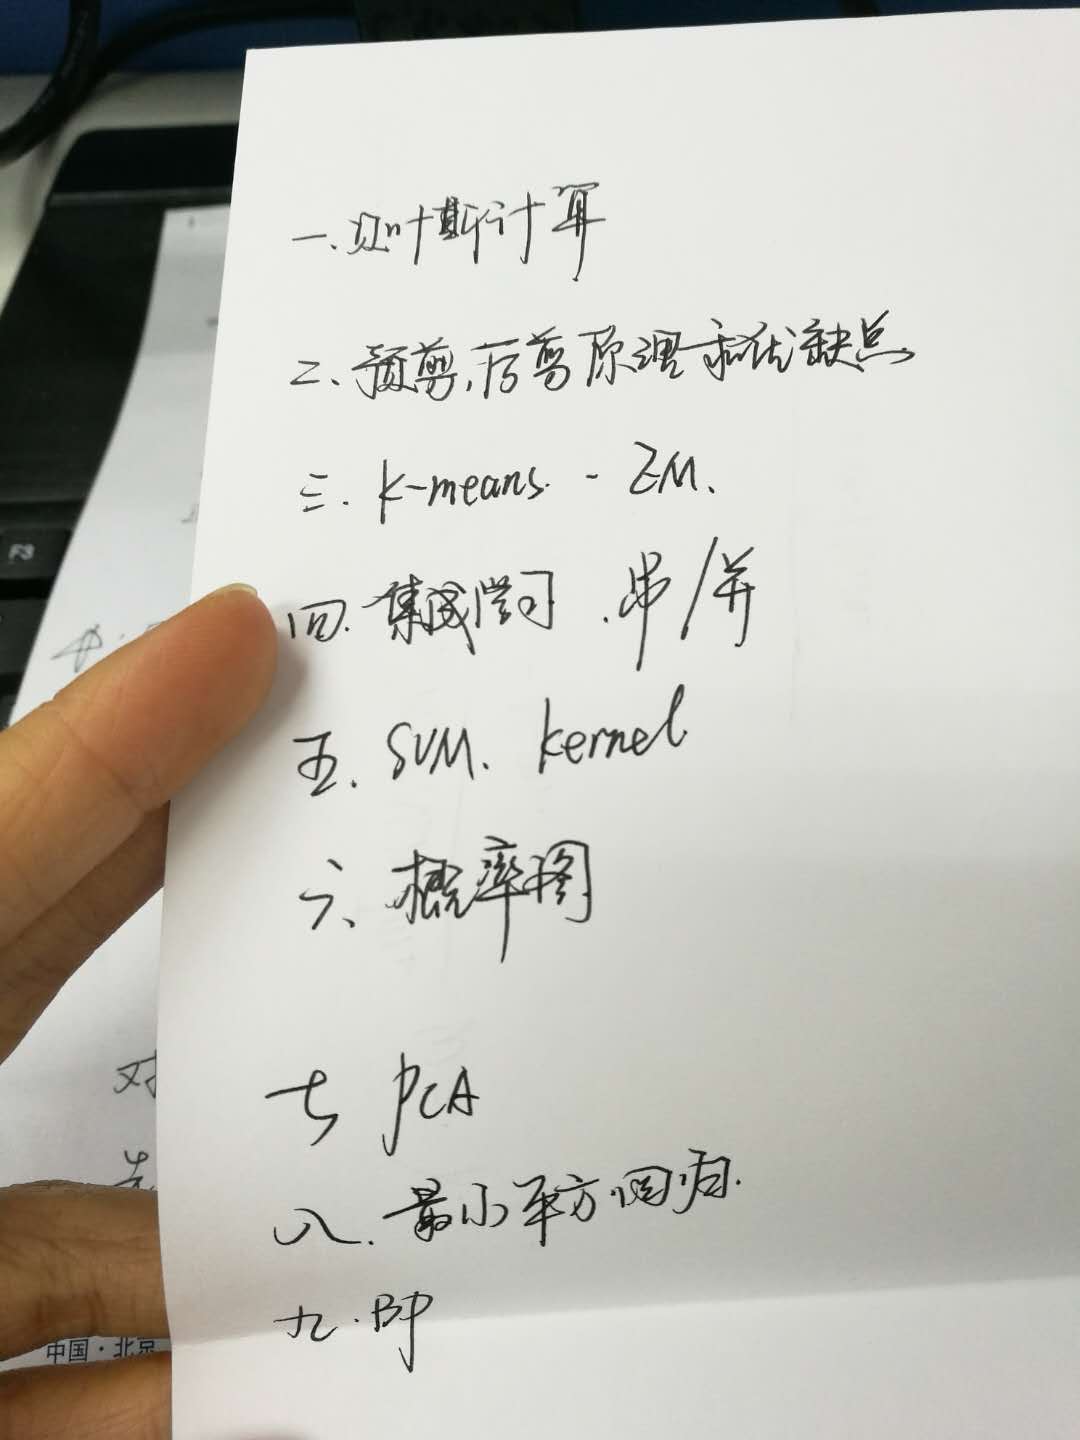 一.贝叶斯计算
二、预剪,后剪原理和优缺点
三.k-means. - EM.
四.集成学习.串/并
五.SVM. kernel
六、概率图
七 PCA
八.最小平方回归.
九.BP
F3
对
中国·北京